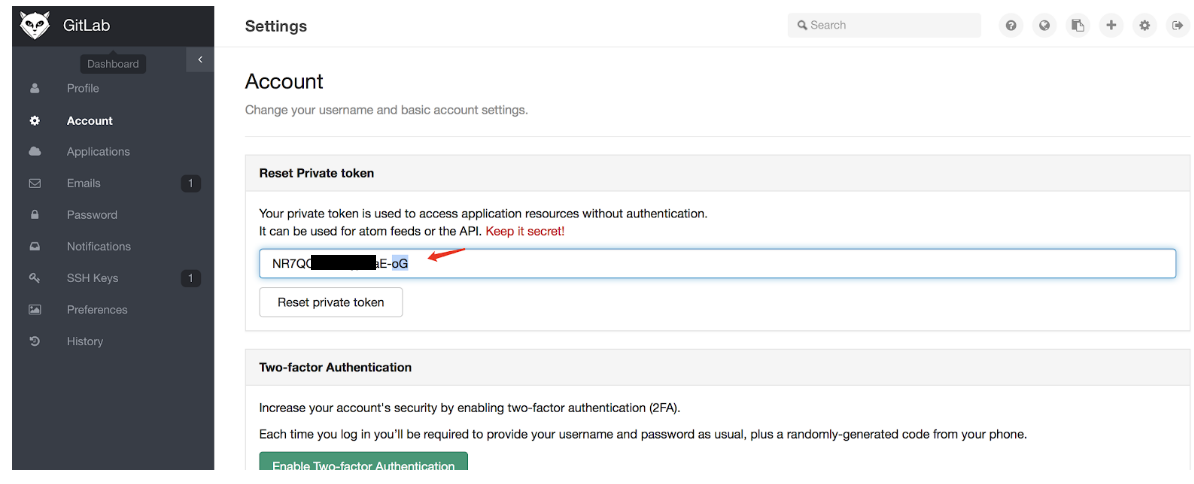 GitLab
Settings
Search
Dashboard
Profile
Account
Applications
Emails 1
Password
Notifications
SSH Keys 1
Preferences
History
Account
Change your username and basic account settings.
Reset Private token
Your private token is used to access application resources without authentication.
It can be used for atom feeds or the API. Keep it secret!
NR7QC aE-oG
Reset private token
Two-factor Authentication
Increase your account's security by enabling two-factor authentication (2FA).
Each time you log in you'll be required to provide your username and password as usual, plus a randomly-generated code from your phone.
Enable Two-factor Authentication